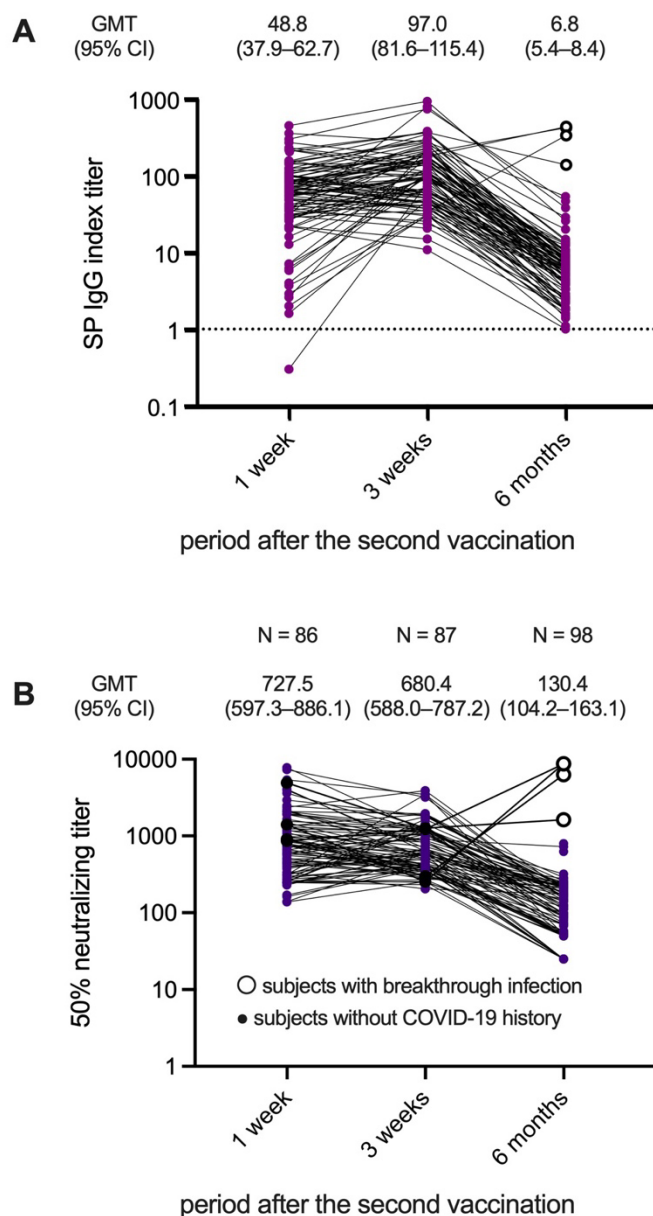 A
GMT 48.8 97.0 6.8
(95% CI) (37.9–62.7) (81.6–115.4) (5.4–8.4)
1000
100
10
1
0.1
SP IgG index titer
1 week 3 weeks 6 months
period after the second vaccination
N = 86 N = 87 N = 98
B
GMT 727.5 680.4 130.4
(95% CI) (597.3–886.1) (588.0–787.2) (104.2–163.1)
10000
1000
100
10
1
50% neutralizing titer
subjects with breakthrough infection
subjects without COVID-19 history
1 week 3 weeks 6 months
period after the second vaccination